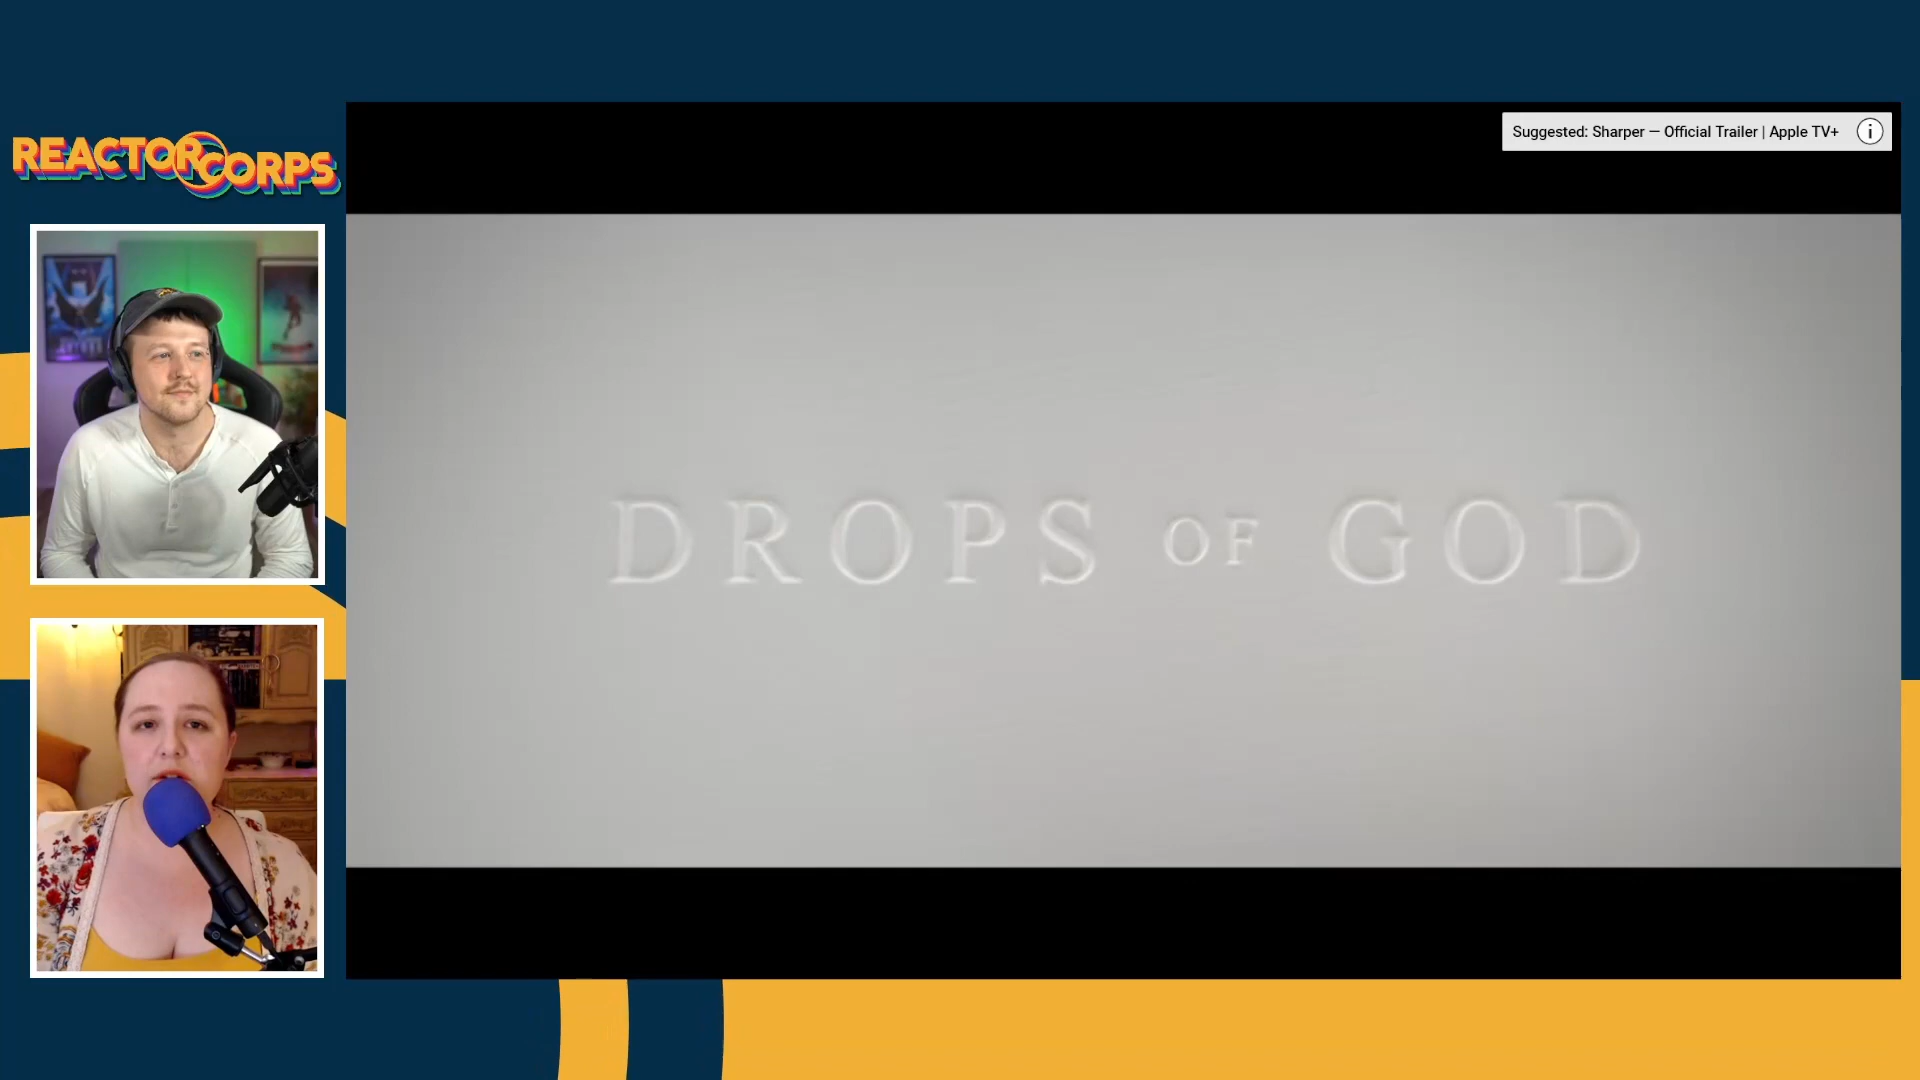 REACTORCORPS
Suggested: Sharper — Official Trailer | Apple TV+
DROPS OF GOD